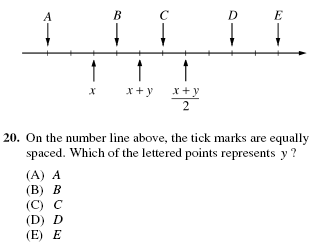 A B C D E
x x + y x + y
2
20. On the number line above, the tick marks are equally
spaced. Which of the lettered points represents y ?
(A) A
(B) B
(C) C
(D) D
(E) E